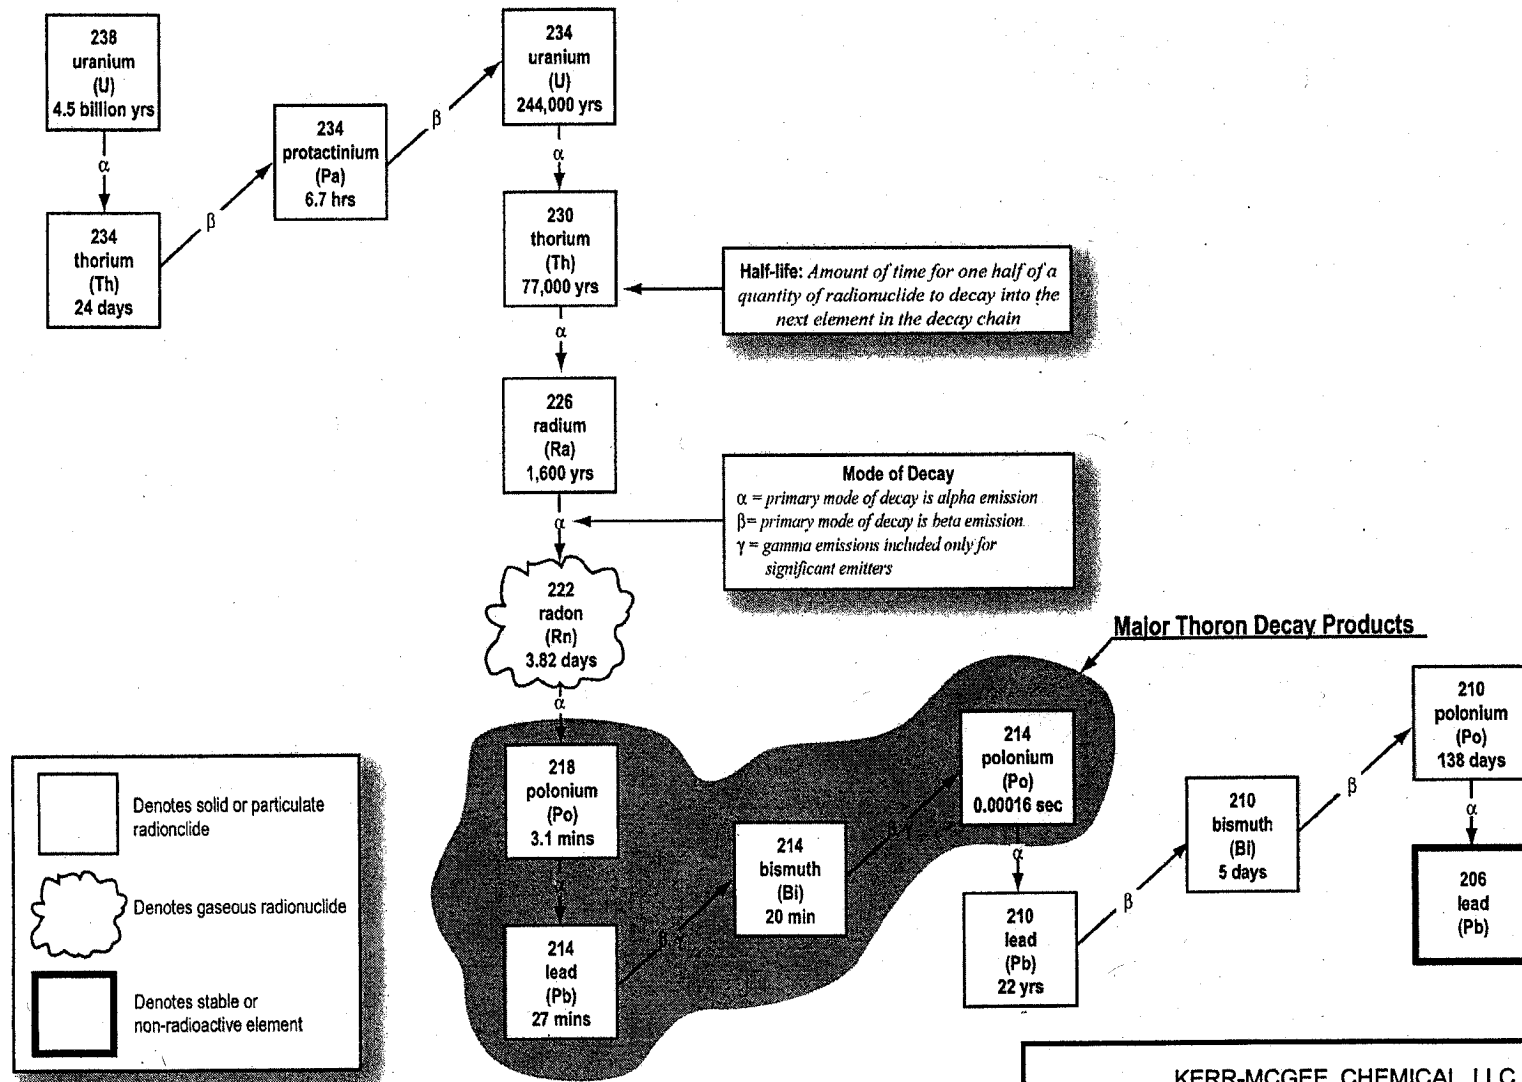 238
uranium
(U)
4.5 billion yrs
α
234
thorium
(Th)
24 days
β
234
protactinium
(Pa)
6.7 hrs
β
234
uranium
(U)
244,000 yrs
α
230
thorium
(Th)
77,000 yrs
Half-life: Amount of time for one half of a
quantity of radionuclide to decay into the
next element in the decay chain
α
226
radium
(Ra)
1,600 yrs
α
Mode of Decay
α = primary mode of decay is alpha emission
β= primary mode of decay is beta emission
γ = gamma emissions included only for
significant emitters
222
radon
(Rn)
3.82 days
α
Major Thoron Decay Products
218
polonium
(Po)
3.1 mins
α
214
lead
(Pb)
27 mins
β γ
214
bismuth
(Bi)
20 min
β γ
214
polonium
(Po)
0.00016 sec
α
210
lead
(Pb)
22 yrs
β
210
bismuth
(Bi)
5 days
β
210
polonium
(Po)
138 days
α
206
lead
(Pb)
Denotes solid or particulate
radionclide
Denotes gaseous radionuclide
Denotes stable or
non-radioactive element
KERR-MCGEE CHEMICAL LLC